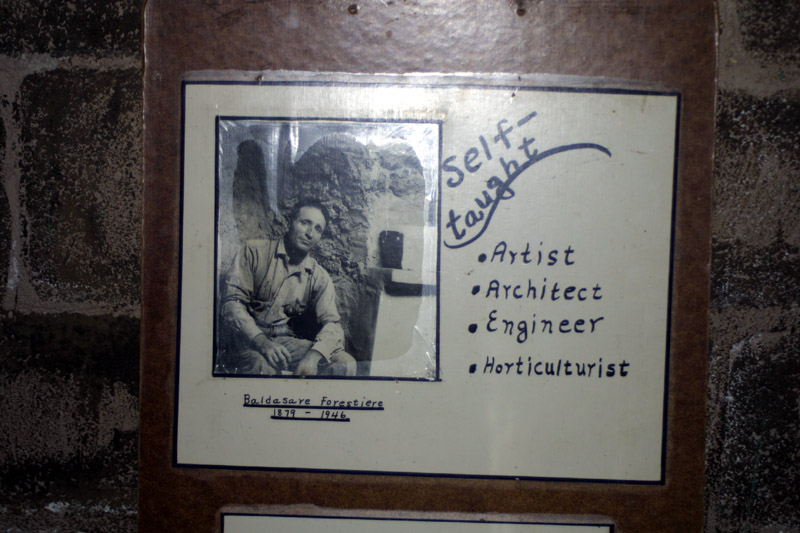 Self-
taught
• Artist
• Architect
• Engineer
• Horticulturist
Baldasare Forestiere
1879 - 1946